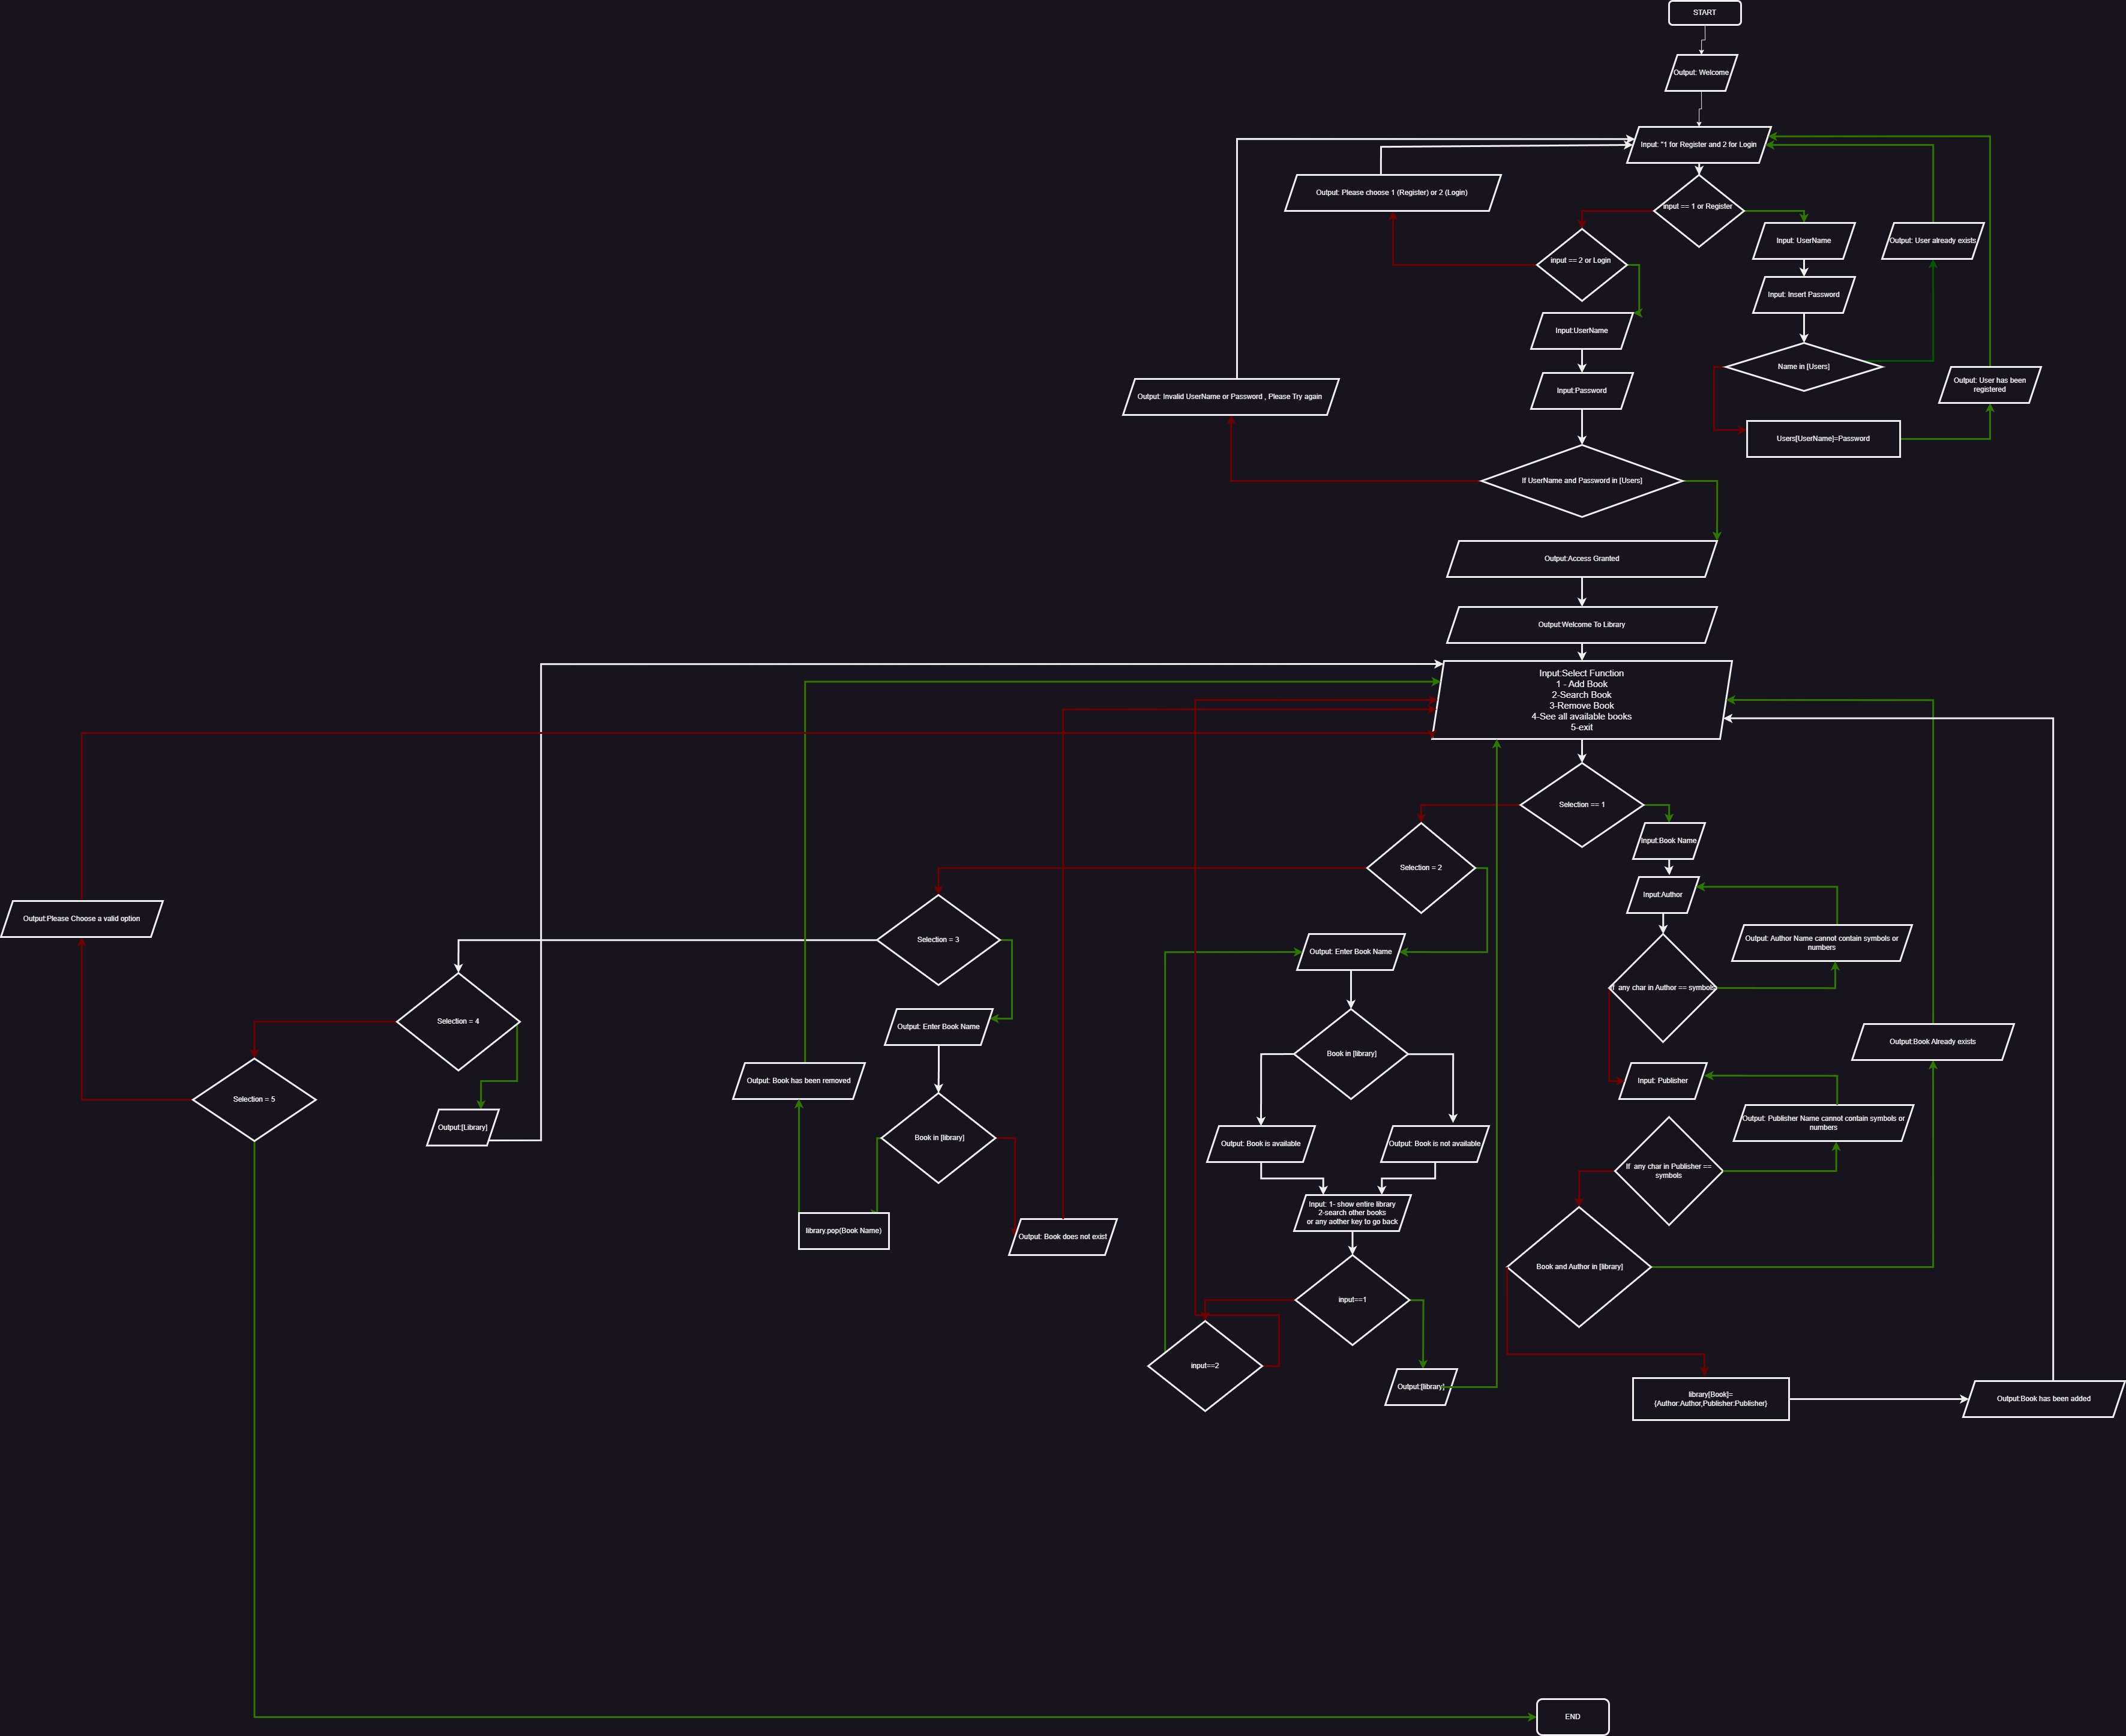 START
Output: Welcome
Input: "1 for Register and 2 for Login
Output: Please choose 1 (Register) or 2 (Login)
input == 1 or Register
Input: UserName
Output: User already exists
input == 2 or Login
Input: Insert Password
Input:UserName
Name in [Users]
Output: User has been
registered
Input:Password
Output: Invalid UserName or Password , Please Try again
Users[UserName]=Password
If UserName and Password in [Users]
Output:Access Granted
Output:Welcome To Library
Input:Select Function
1 - Add Book
2-Search Book
3-Remove Book
4-See all available books
5-exit
Selection == 1
Input:Book Name
Selection = 2
Input:Author
Output:Please Choose a valid option
Selection = 3
Output: Enter Book Name
Output: Author Name cannot contain symbols or
numbers
If any char in Author == symbols
Selection = 4
Output: Enter Book Name
Book in [library]
Output:Book Already exists
Output: Book has been removed
Input: Publisher
Selection = 5
Output:[Library]
Output: Publisher Name cannot contain symbols or
numbers
Book in [library]
Output: Book is available
Output: Book is not available
If any char in Publisher ==
symbols
Input: 1- show entire library
2-search other books
or any aother key to go back
library.pop(Book Name)
Output: Book does not exist
Book and Author in [library]
input==1
input==2
Output:[library]
library[Book]=
{Author:Author,Publisher:Publisher}
Output:Book has been added
END